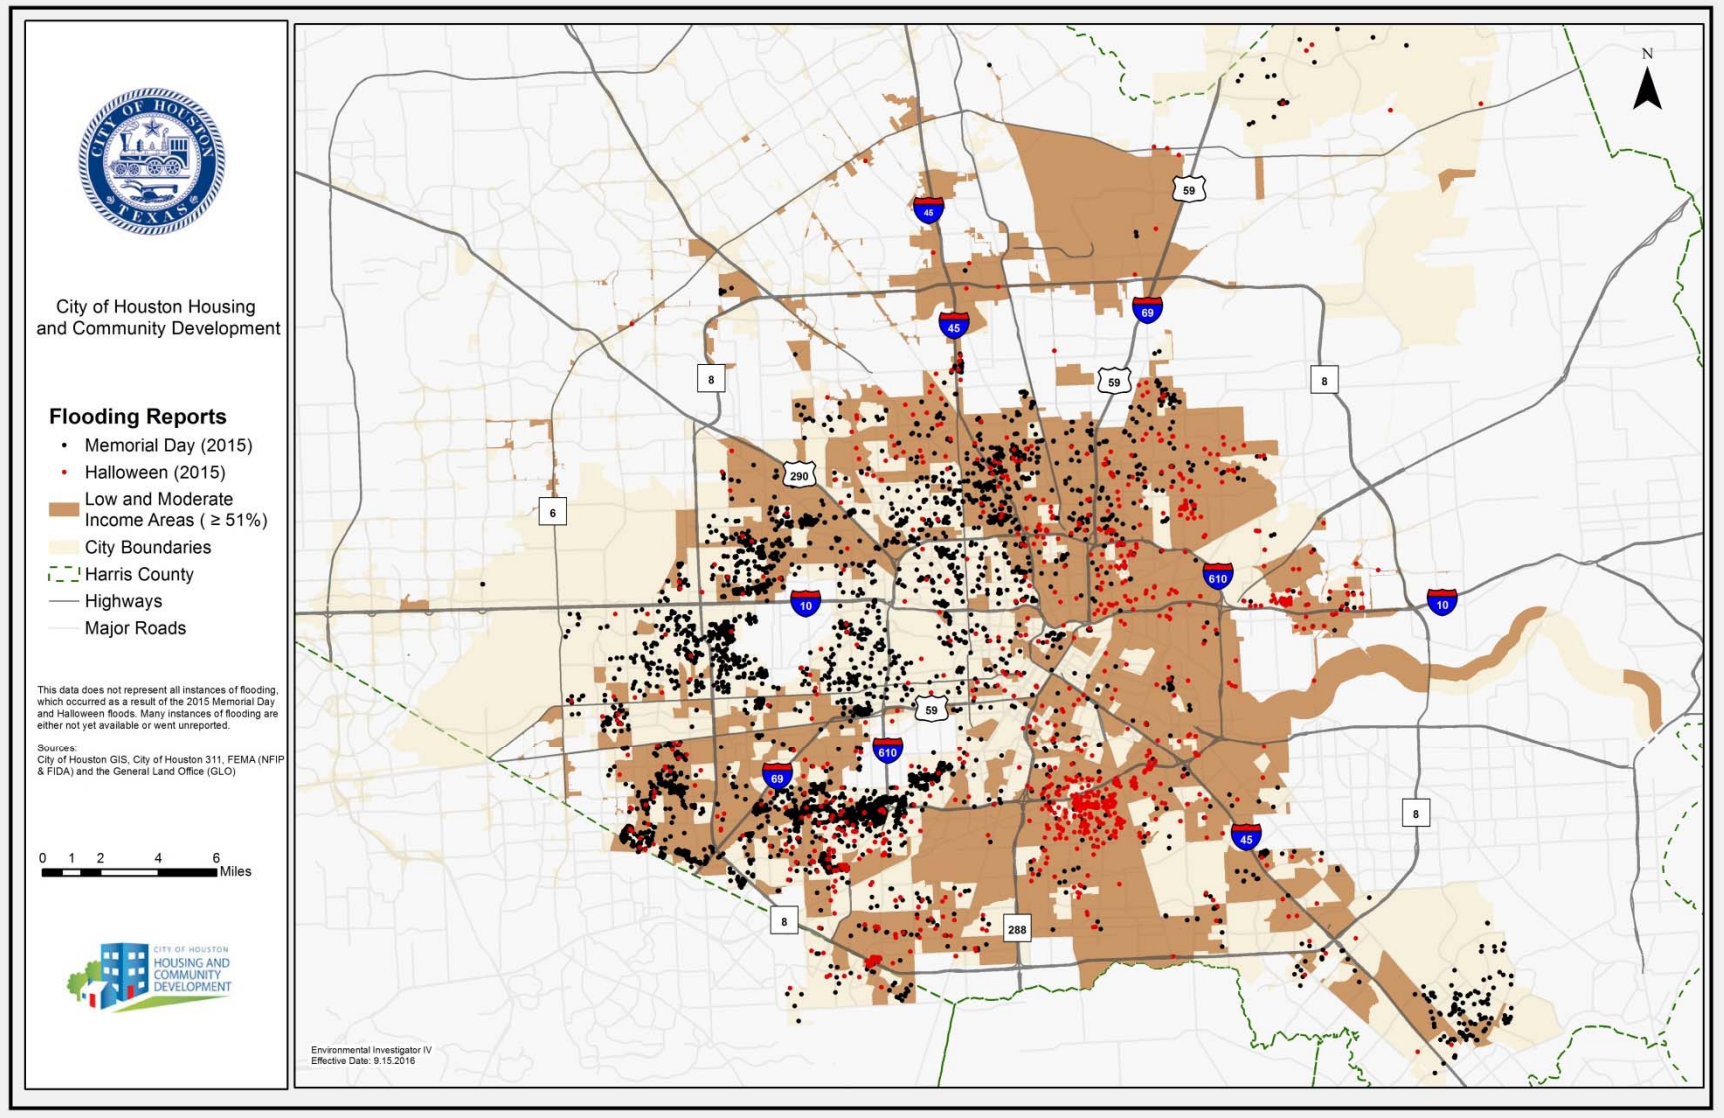 CITY OF HOUSTON
TEXAS
City of Houston Housing
and Community Development
Flooding Reports
Memorial Day (2015)
Halloween (2015)
Low and Moderate
Income Areas ( ≥ 51%)
City Boundaries
Harris County
Highways
Major Roads
This data does not represent all instances of flooding,
which occurred as a result of the 2015 Memorial Day
and Halloween floods. Many instances of flooding are
either not yet available or went unreported.
Sources:
City of Houston GIS, City of Houston 311, FEMA (NFIP
& FIDA) and the General Land Office (GLO)
0 1 2 4 6
Miles
CITY OF HOUSTON
HOUSING AND
COMMUNITY
DEVELOPMENT
N
59
45
69
45
8
59
8
290
6
610
10
10
59
610
69
8
45
8
288
Environmental Investigator IV
Effective Date: 9.15.2016